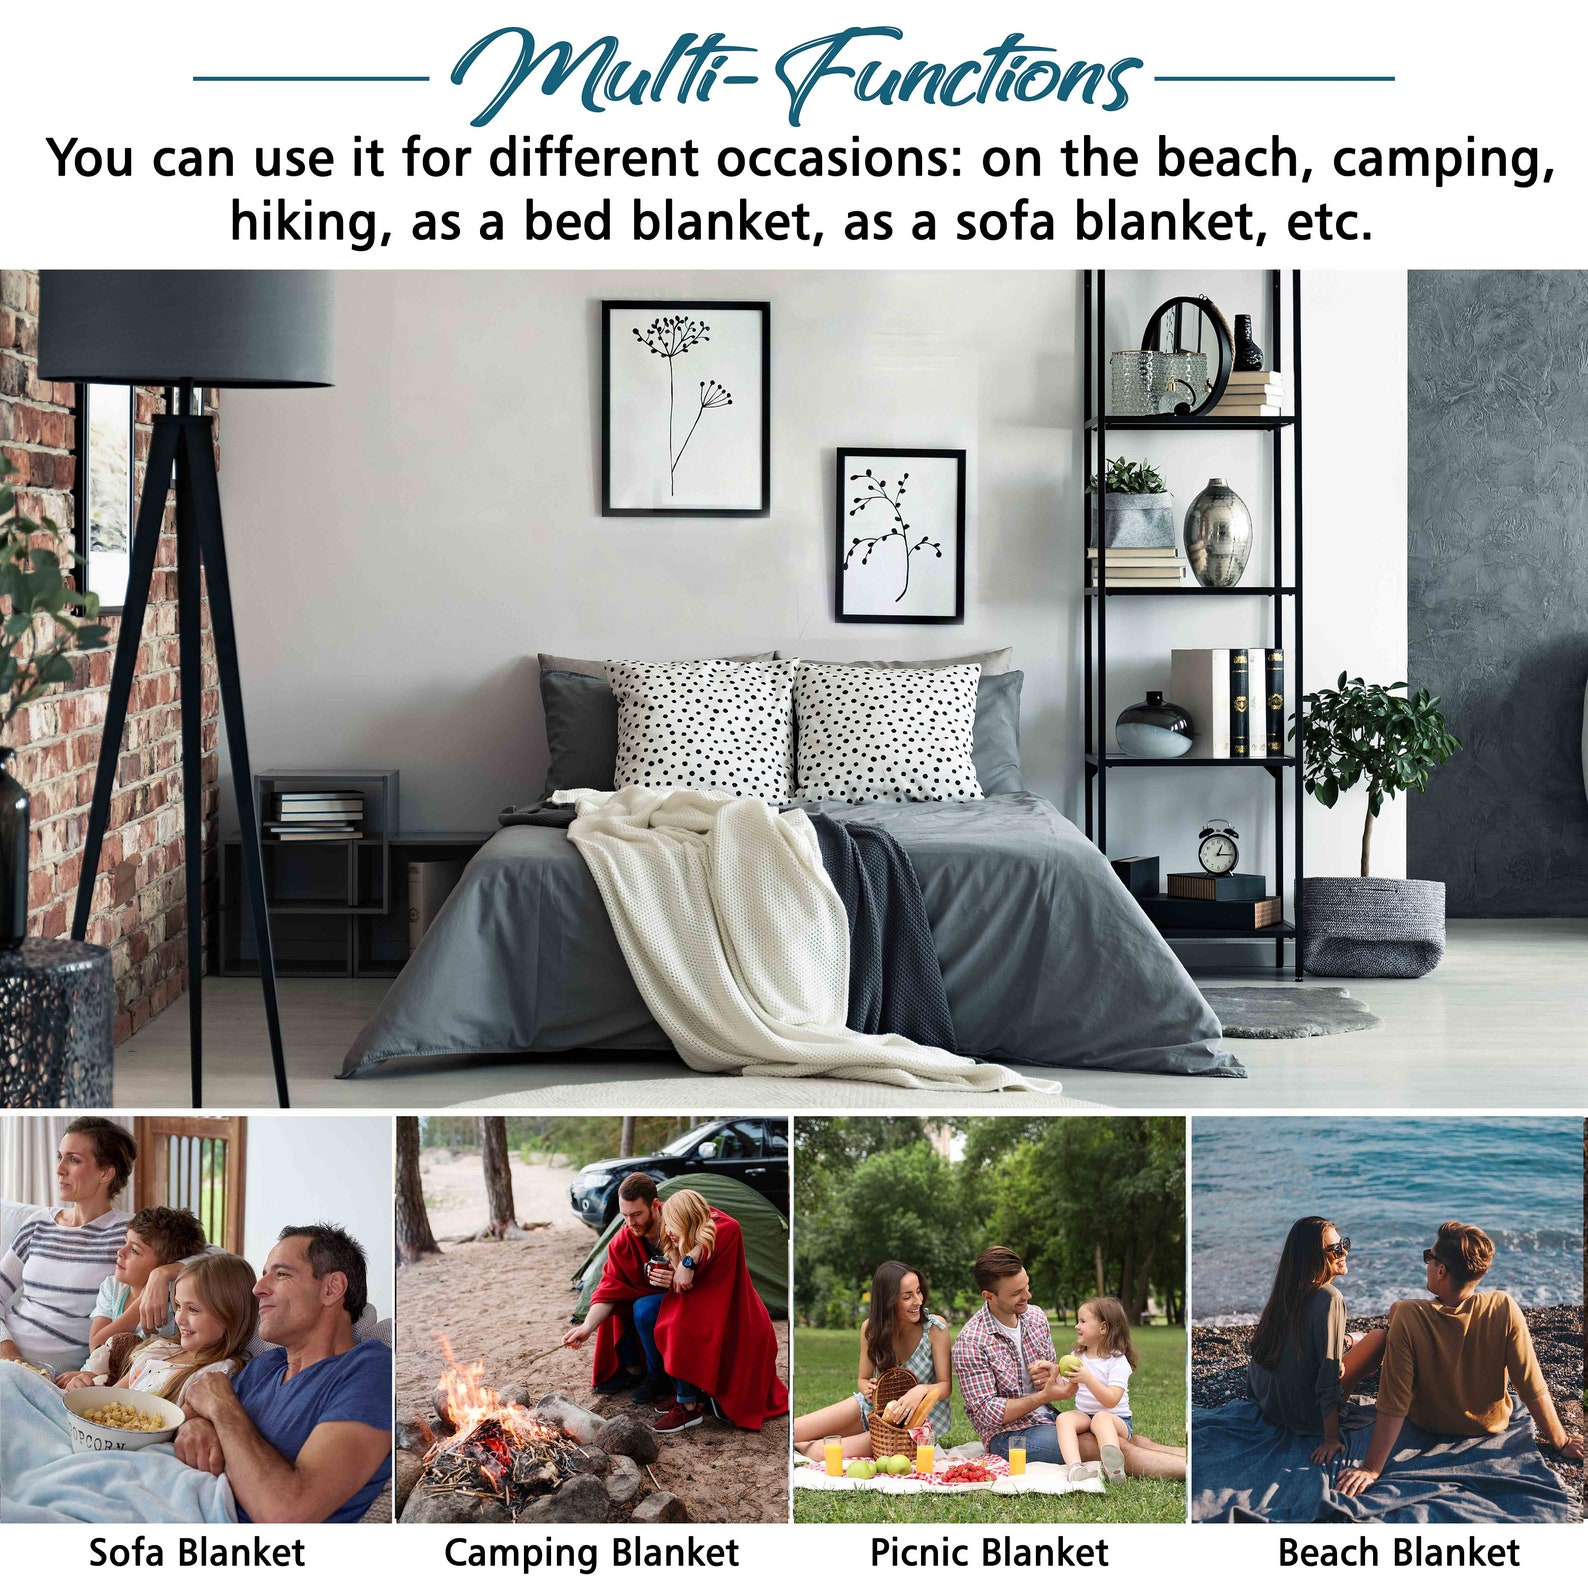 Multi-Functions
You can use it for different occasions: on the beach, camping,
hiking, as a bed blanket, as a sofa blanket, etc.
POPCORN
Sofa Blanket
Camping Blanket
Picnic Blanket
Beach Blanket